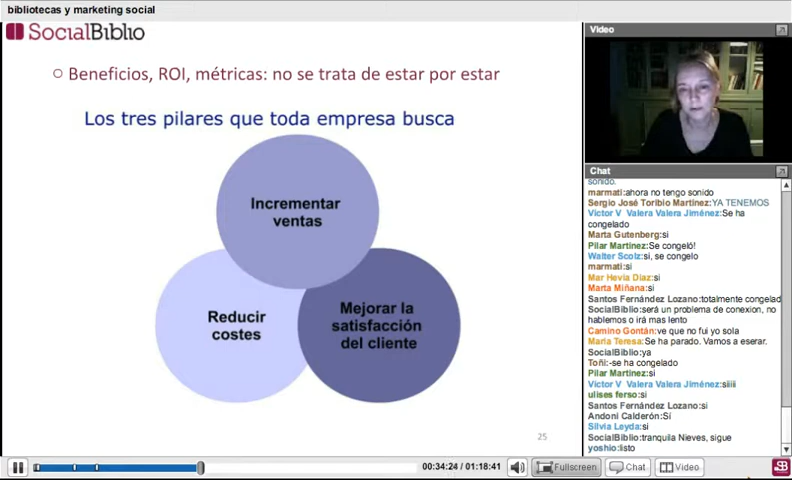 bibliotecas y marketing social
SocialBiblio
Beneficios, ROI, métricas: no se trata de estar por estar
Los tres pilares que toda empresa busca
Incrementar
ventas
Reducir
costes
Mejorar la
satisfacción
del cliente
25
Video
Chat
sonido.
marmati:ahora no tengo sonido
Sergio José Toribio Martínez:YA TENEMOS
Victor V Valera Valera Jiménez:Se ha
congelado
Marta Gutenberg:si
Pilar Martínez:Se congeló!
Walter Scolz:si, se congelo
marmati:si
Mar Hevia Diaz:si
Marta Miñana:si
Santos Fernández Lozano:totalmente congelad
SocialBiblio:será un problema de conexion, no
hablemos o irá mas lento
Camino Gontán:ve que no fui yo sola
Maria Teresa:Se ha parado. Vamos a eserar.
SocialBiblio:ya
Toñi:-se ha congelado
Pilar Martínez:si
Victor V Valera Valera Jiménez:siiii
ulises ferso:si
Santos Fernández Lozano:si
Andoni Calderón:Sí
Silvia Leyda:si
SocialBiblio:tranquila Nieves, sigue
yoshio:listo
00:34:24 / 01:18:41
Fullscreen
Chat
Video
SB